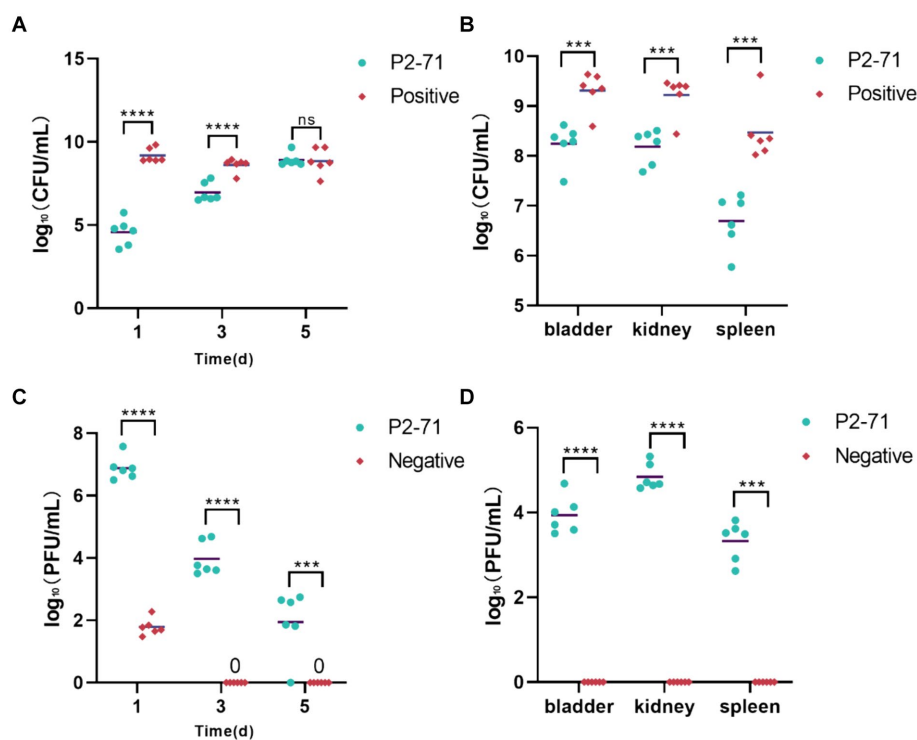 A
log₁₀（CFU/mL）
15
10
5
0
****
****
ns
1
3
5
Time(d)
P2-71
Positive
B
log₁₀（CFU/mL）
10
9
8
7
6
5
***
***
***
bladder
kidney
spleen
P2-71
Positive
C
log₁₀（PFU/mL）
8
6
4
2
0
****
****
***
0
0
1
3
5
Time(d)
P2-71
Negative
D
log₁₀（PFU/mL）
6
4
2
0
****
****
***
bladder
kidney
spleen
P2-71
Negative